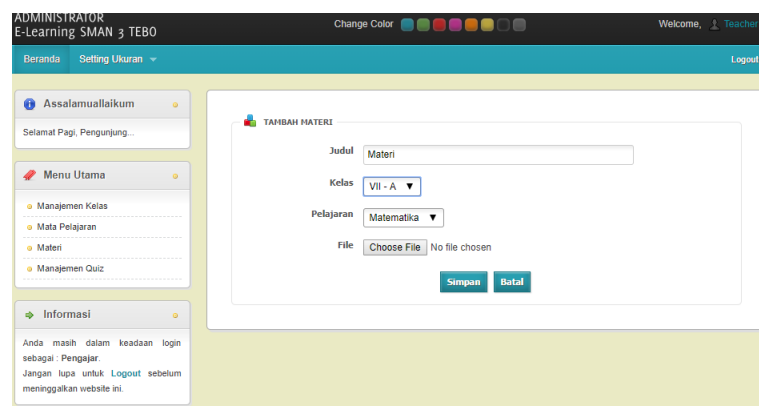 ADMINISTRATOR
E-Learning SMAN 3 TEBO
Change Color
Welcome, Teacher
Beranda Setting Ukuran
Logout
Assalamuallaikum
Selamat Pagi, Pengunjung...
Menu Utama
Manajemen Kelas
Mata Pelajaran
Materi
Manajemen Quiz
Informasi
Anda masih dalam keadaan login
sebagai : Pengajar.
Jangan lupa untuk Logout sebelum
meninggalkan website ini.
TAMBAH MATERI
Judul Materi
Kelas VII - A
Pelajaran Matematika
File Choose File No file chosen
Simpan Batal